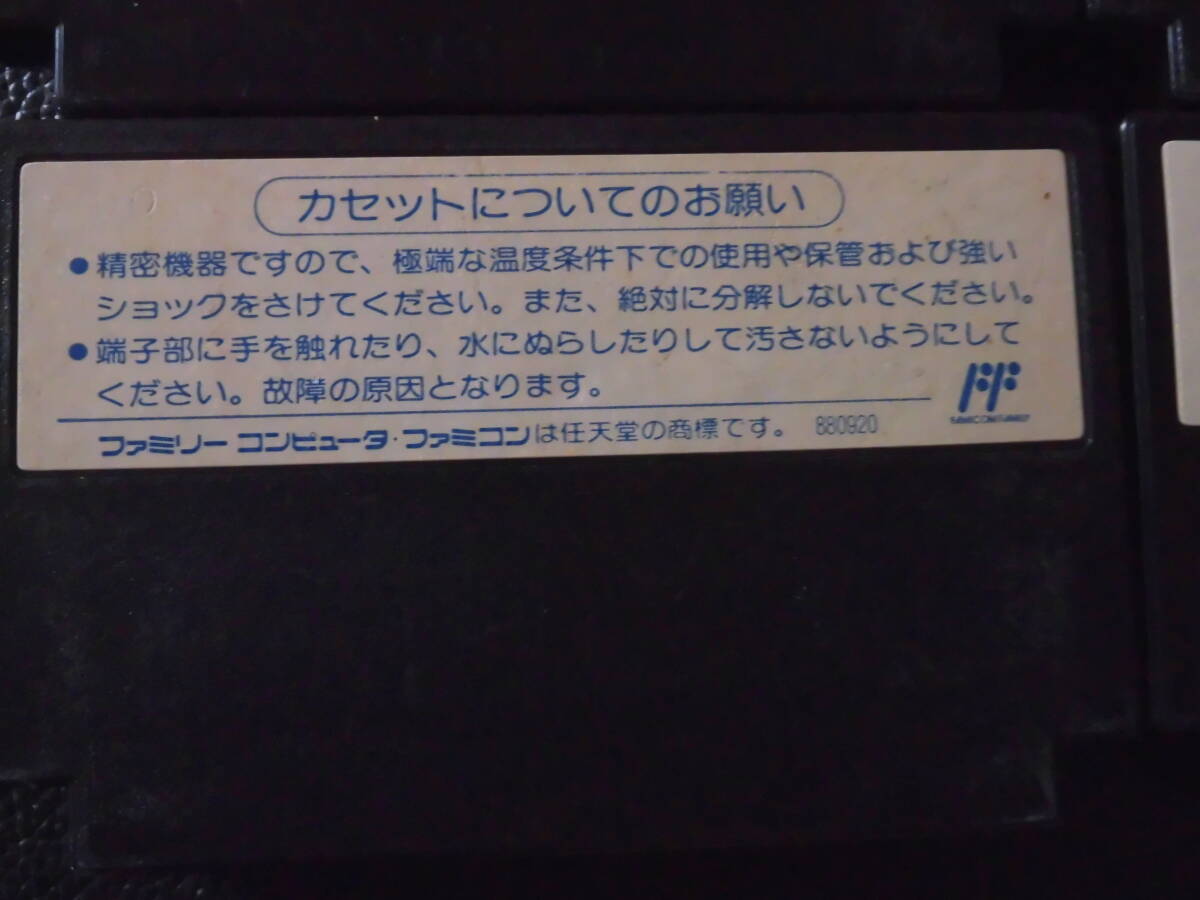 カセットについてのお願い
●精密機器ですので、極端な温度条件下での使用や保管および強い
ショックをさけてください。また、絶対に分解しないでください。
●端子部に手を触れたり、水にぬらしたりして汚さないようにして
ください。故障の原因となります。
ファミリーコンピュータ・ファミコンは任天堂の商標です。 880920
FAMICOM FAMILY